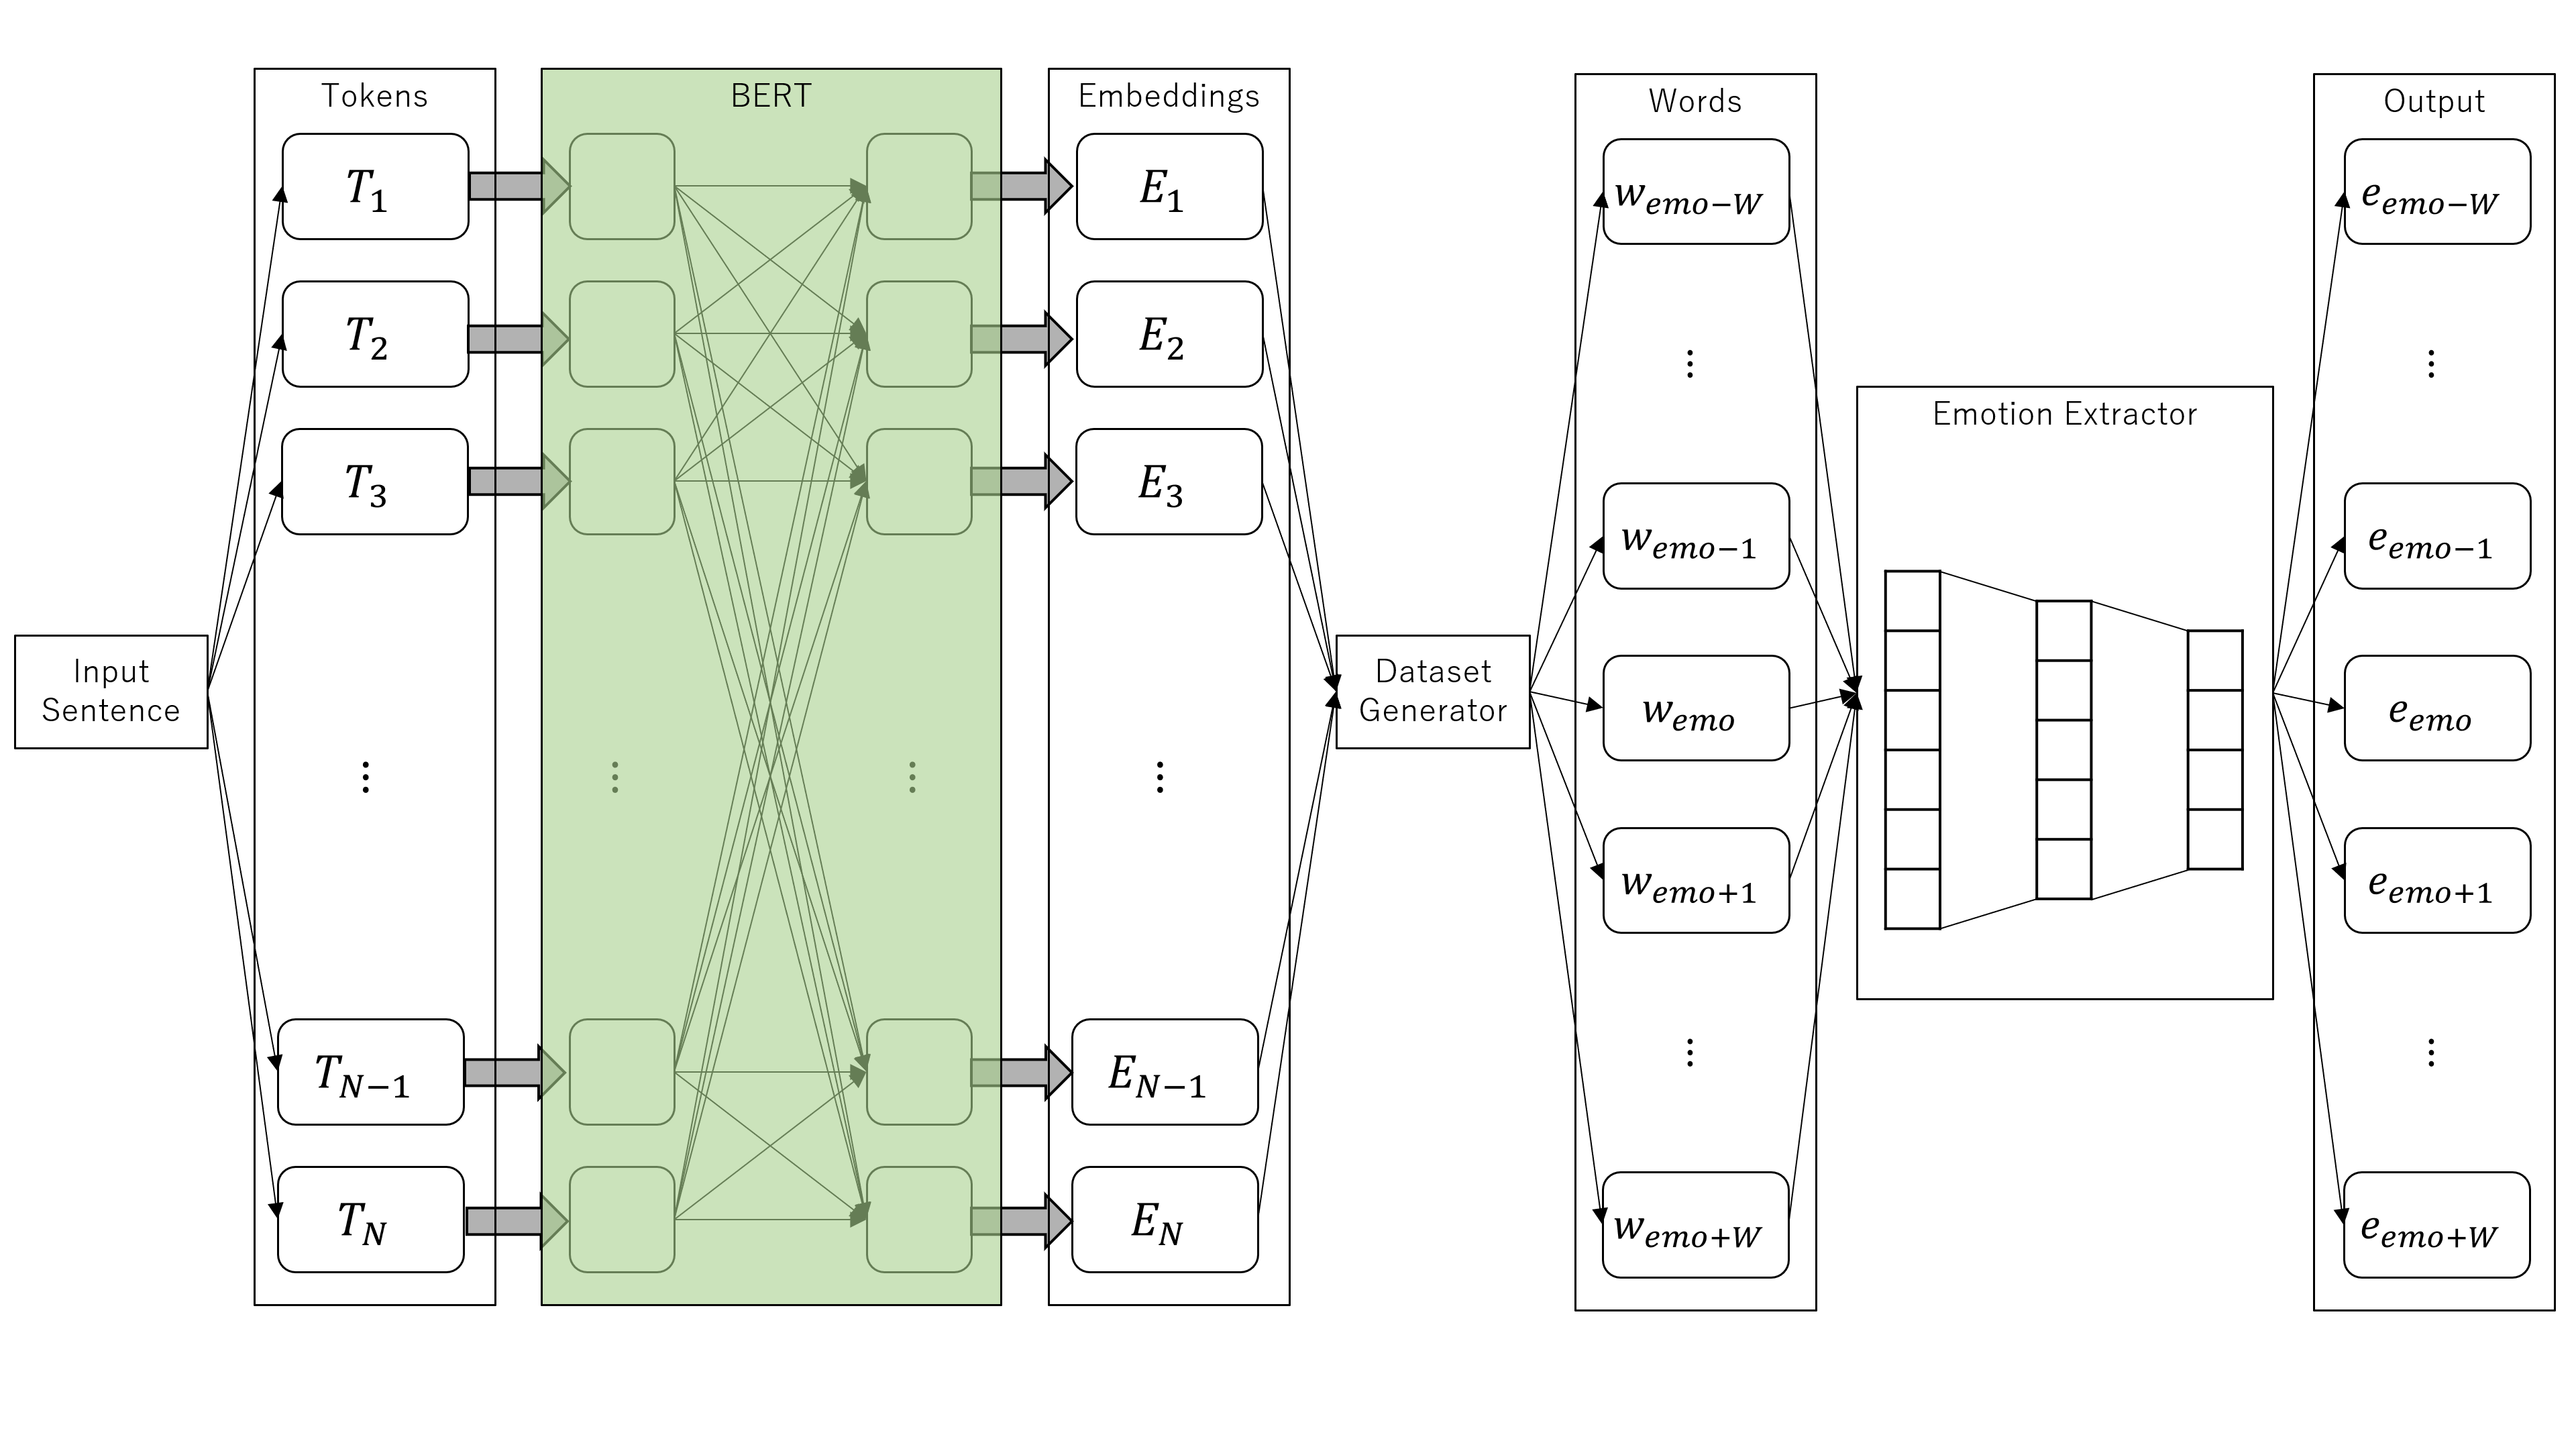 Input
Sentence
Tokens
T_1
T_2
T_3
⋮
T_{N−1}
T_N
BERT
⋮
⋮
Embeddings
E_1
E_2
E_3
⋮
E_{N−1}
E_N
Dataset
Generator
Words
w_{emo−W}
⋮
w_{emo−1}
w_{emo}
w_{emo+1}
⋮
w_{emo+W}
Emotion Extractor
Output
e_{emo−W}
⋮
e_{emo−1}
e_{emo}
e_{emo+1}
⋮
e_{emo+W}